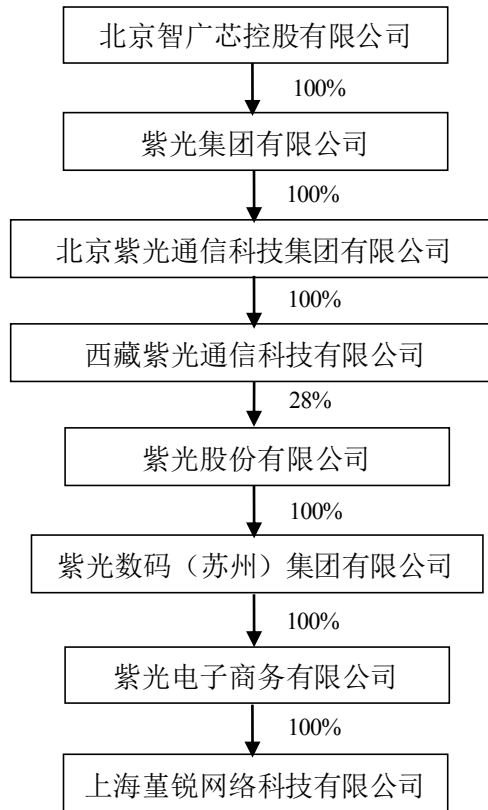 北京智广芯控股有限公司
100%
紫光集团有限公司
100%
北京紫光通信科技集团有限公司
100%
西藏紫光通信科技有限公司
28%
紫光股份有限公司
100%
紫光数码（苏州）集团有限公司
100%
紫光电子商务有限公司
100%
上海堇锐网络科技有限公司